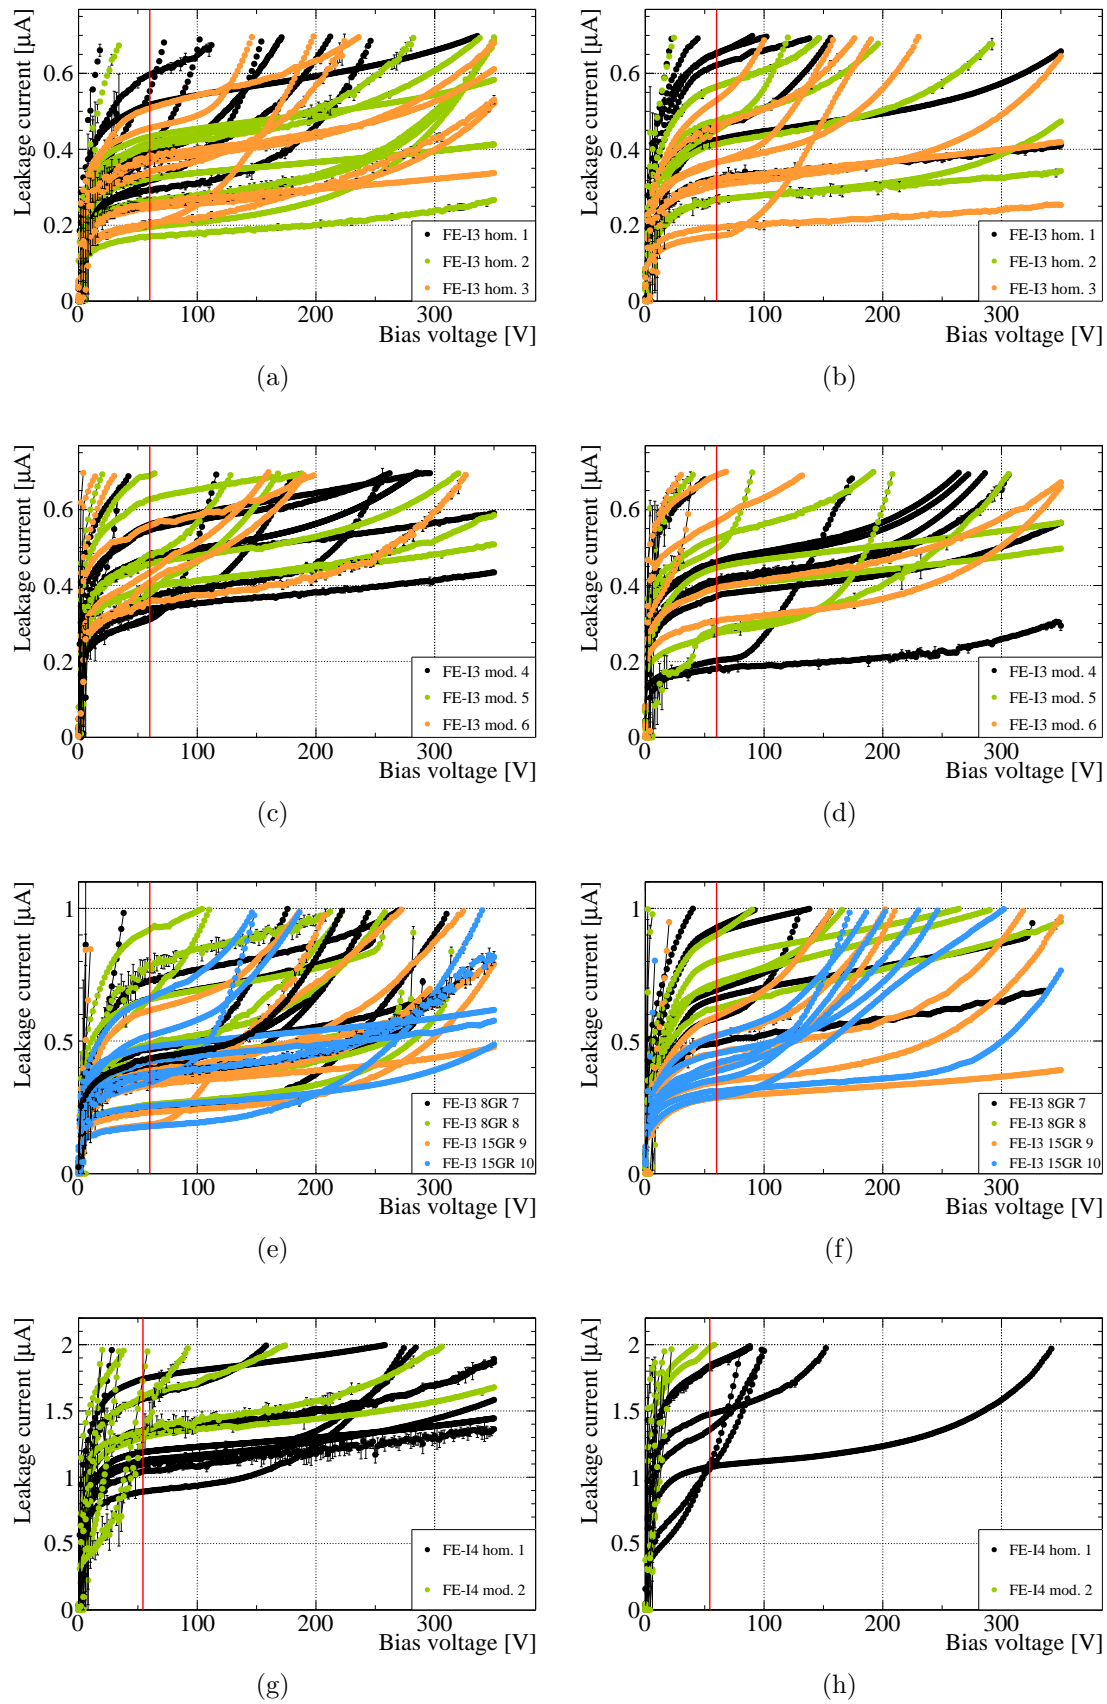 Leakage current [µA]
0.6
0.4
0.2
0
0 100 200 300
Bias voltage [V]
FE-I3 hom. 1
FE-I3 hom. 2
FE-I3 hom. 3
(a)
Leakage current [µA]
0.6
0.4
0.2
0
0 100 200 300
Bias voltage [V]
FE-I3 hom. 1
FE-I3 hom. 2
FE-I3 hom. 3
(b)
Leakage current [µA]
0.6
0.4
0.2
0
0 100 200 300
Bias voltage [V]
FE-I3 mod. 4
FE-I3 mod. 5
FE-I3 mod. 6
(c)
Leakage current [µA]
0.6
0.4
0.2
0
0 100 200 300
Bias voltage [V]
FE-I3 mod. 4
FE-I3 mod. 5
FE-I3 mod. 6
(d)
Leakage current [µA]
1
0.5
0
0 100 200 300
Bias voltage [V]
FE-I3 8GR 7
FE-I3 8GR 8
FE-I3 15GR 9
FE-I3 15GR 10
(e)
Leakage current [µA]
1
0.5
0
0 100 200 300
Bias voltage [V]
FE-I3 8GR 7
FE-I3 8GR 8
FE-I3 15GR 9
FE-I3 15GR 10
(f)
Leakage current [µA]
2
1.5
1
0.5
0
0 100 200 300
Bias voltage [V]
FE-I4 hom. 1
FE-I4 mod. 2
(g)
Leakage current [µA]
2
1.5
1
0.5
0
0 100 200 300
Bias voltage [V]
FE-I4 hom. 1
FE-I4 mod. 2
(h)